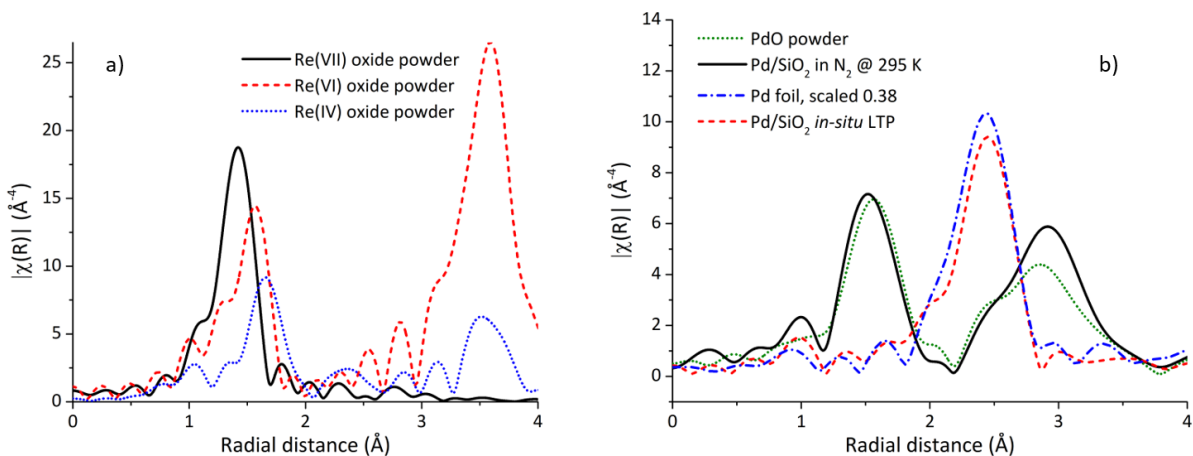 a)
Re(VII) oxide powder
Re(VI) oxide powder
Re(IV) oxide powder
25
20
15
10
5
0
|χ(R)| (Å⁻⁴)
0 1 2 3 4
Radial distance (Å)
b)
PdO powder
Pd/SiO₂ in N₂ @ 295 K
Pd foil, scaled 0.38
Pd/SiO₂ in-situ LTP
14
12
10
8
6
4
2
0
|χ(R)| (Å⁻⁴)
0 1 2 3 4
Radial distance (Å)